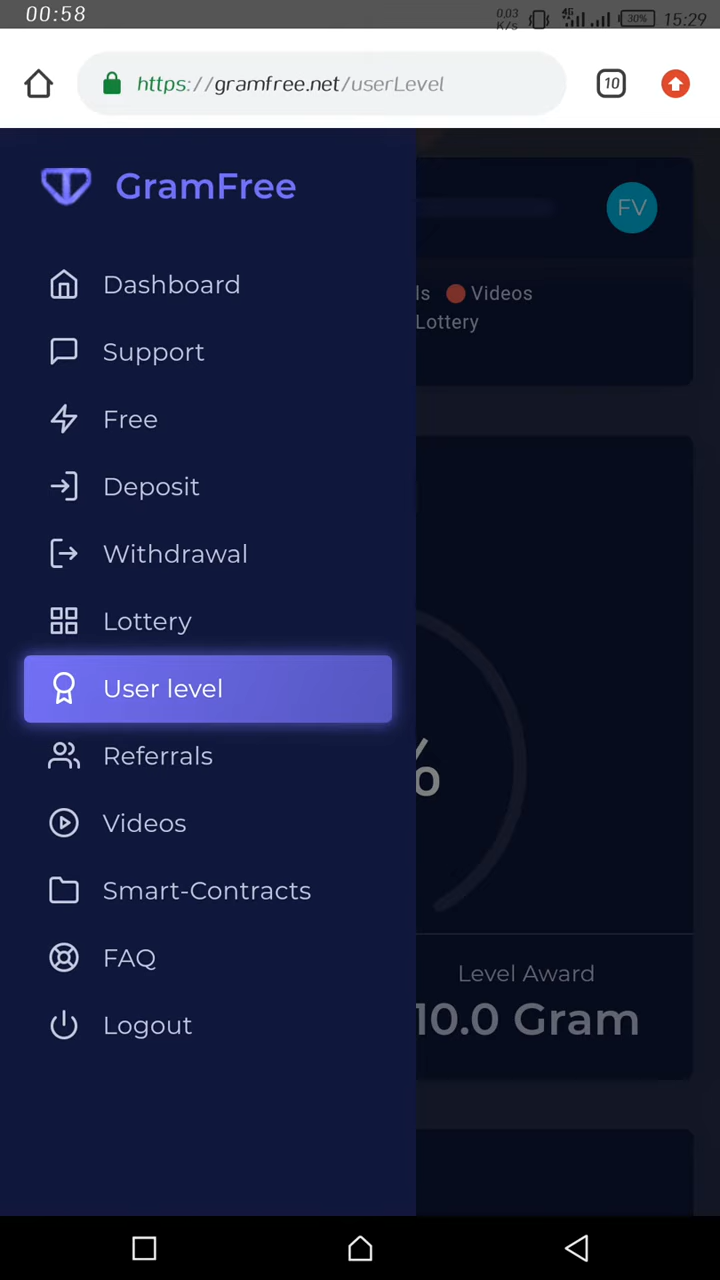 00:58
0,03
K/s
4G
30%
15:29
https://gramfree.net/userLevel
10
GramFree
FV
Dashboard
ls Videos
Lottery
Support
Free
Deposit
Withdrawal
Lottery
User level
Referrals
%
Videos
Smart-Contracts
FAQ
Level Award
10.0 Gram
Logout